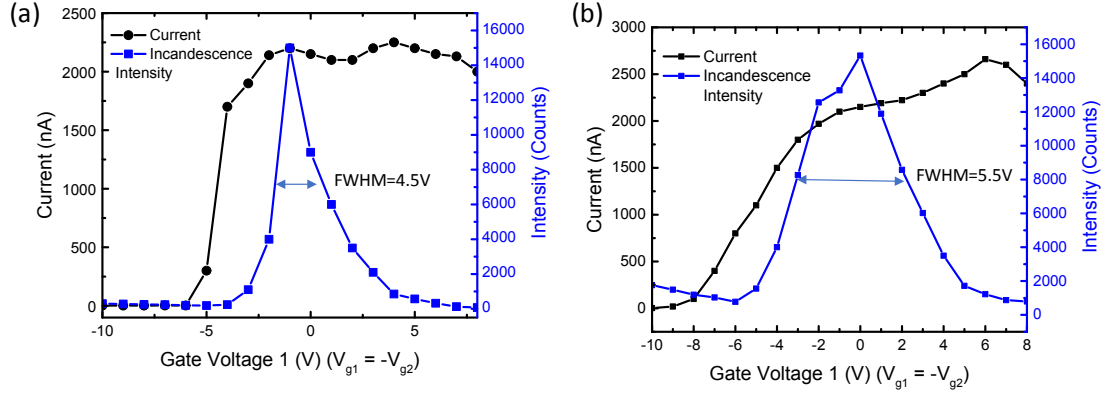 (a)
2500
2000
1500
1000
500
0
Current (nA)
Current
Incandescence
Intensity
FWHM=4.5V
16000
14000
12000
10000
8000
6000
4000
2000
0
Intensity (Counts)
-10
-5
0
5
Gate Voltage 1 (V) (Vg1 = -Vg2)
(b)
3000
2500
2000
1500
1000
500
0
Current (nA)
Current
Incandescence
Intensity
FWHM=5.5V
16000
14000
12000
10000
8000
6000
4000
2000
0
Intensity (Counts)
-10
-8
-6
-4
-2
0
2
4
6
8
Gate Voltage 1 (V) (Vg1 = -Vg2)